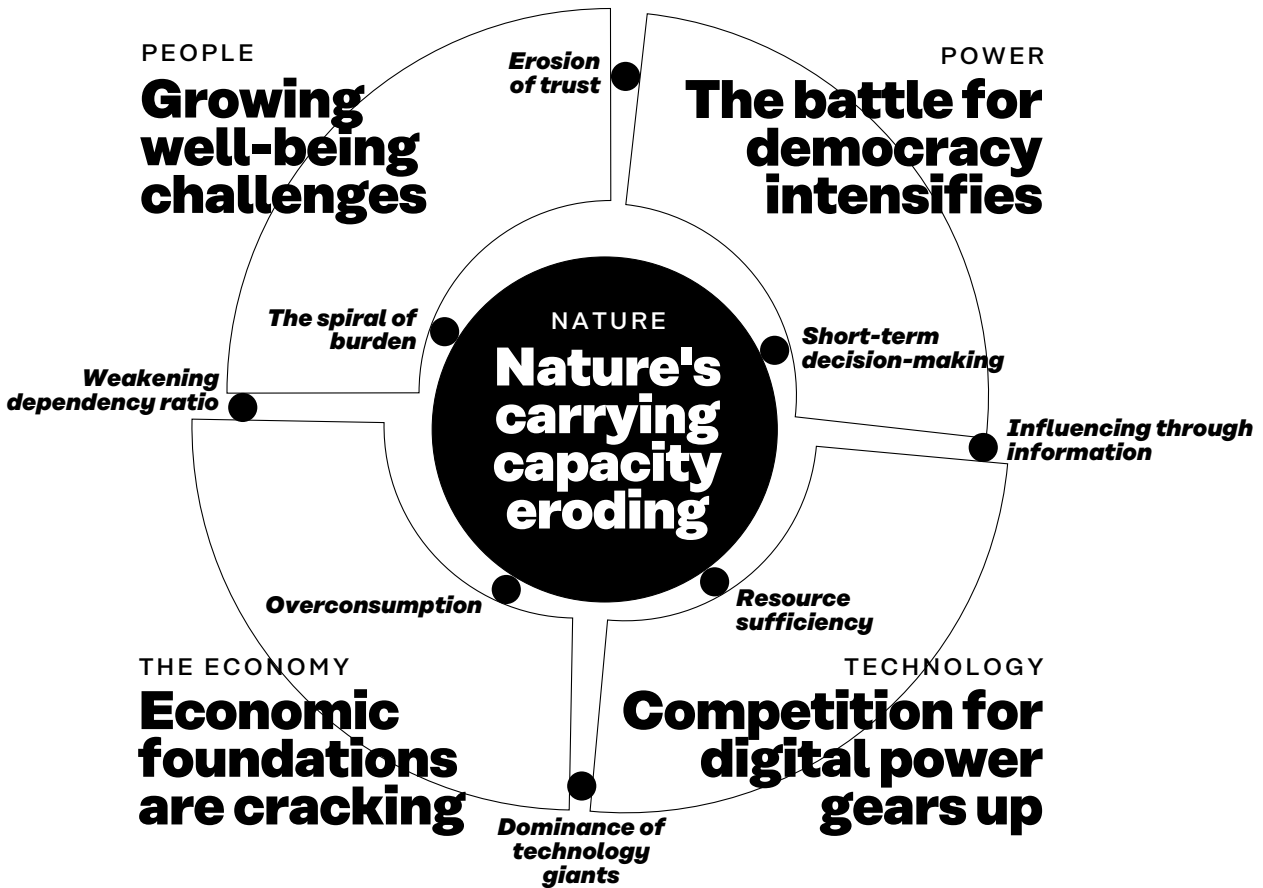 PEOPLE
Growing
well-being
challenges
Erosion
of trust
POWER
The battle for
democracy
intensifies
The spiral of
burden
NATURE
Nature's
carrying
capacity
eroding
Short-term
decision-making
Weakening
dependency ratio
Influencing through
information
Overconsumption
Resource
sufficiency
THE ECONOMY
Economic
foundations
are cracking
TECHNOLOGY
Competition for
digital power
gears up
Dominance of
technology
giants